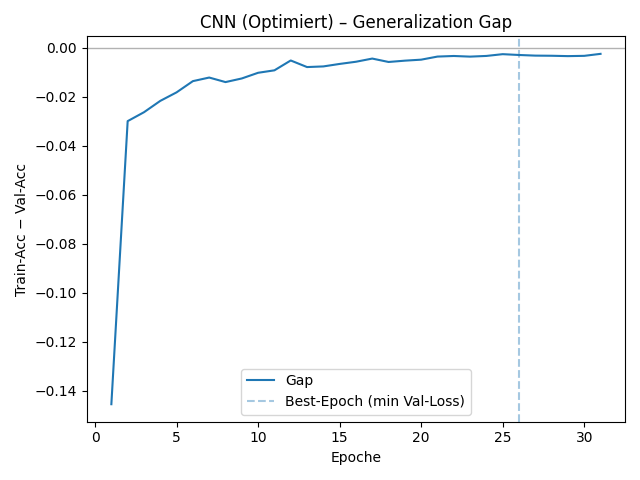 CNN (Optimiert) – Generalization Gap
Train-Acc − Val-Acc
0.00
−0.02
−0.04
−0.06
−0.08
−0.10
−0.12
−0.14
Gap
Best-Epoch (min Val-Loss)
0 5 10 15 20 25 30
Epoche